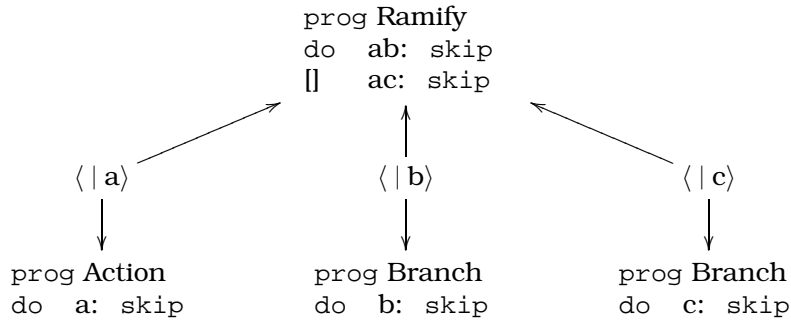 prog Ramify
do ab: skip
[] ac: skip
⟨ | a⟩ ⟨ | b⟩ ⟨ | c⟩
prog Action prog Branch prog Branch
do a: skip do b: skip do c: skip